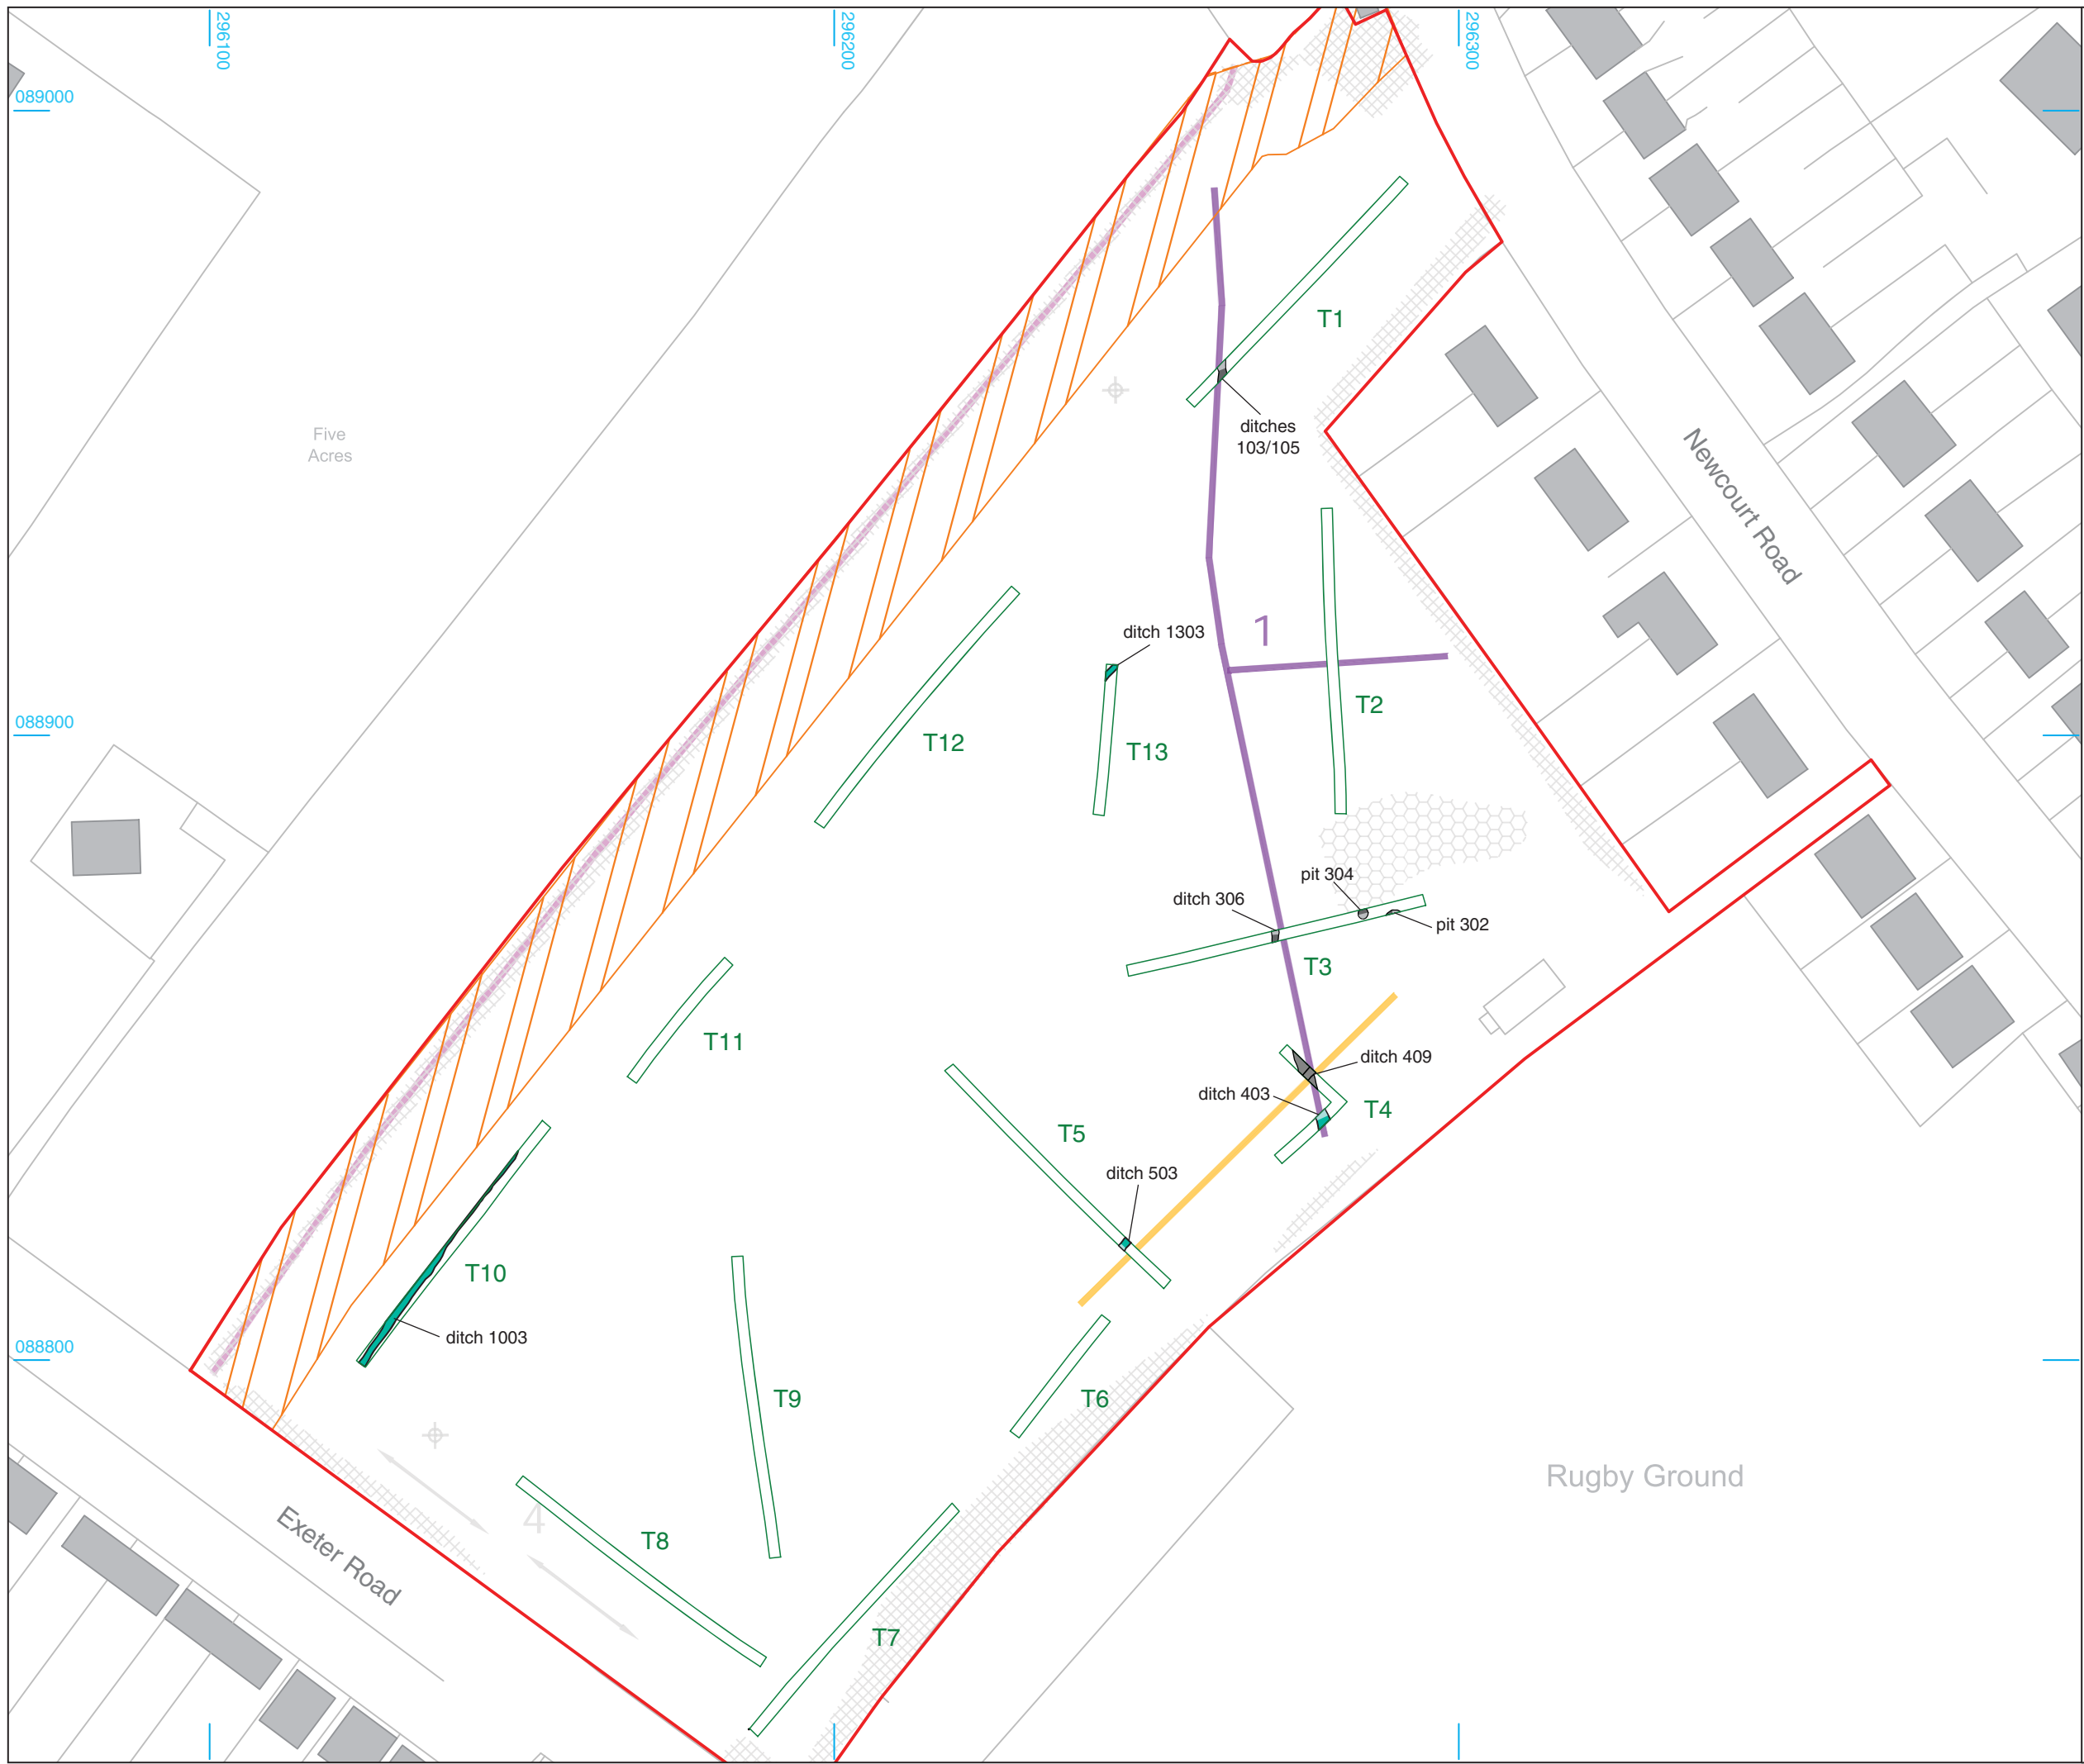 296100
296200
296300
089000
T1
Five
Acres
ditches
103/105
Newcourt Road
ditch 1303
1
088900
T2
T12
T13
pit 304
ditch 306
pit 302
T3
T11
ditch 409
ditch 403
T4
T5
ditch 503
T10
ditch 1003
088800
T9
T6
Rugby Ground
4
Exeter Road
T8
T7